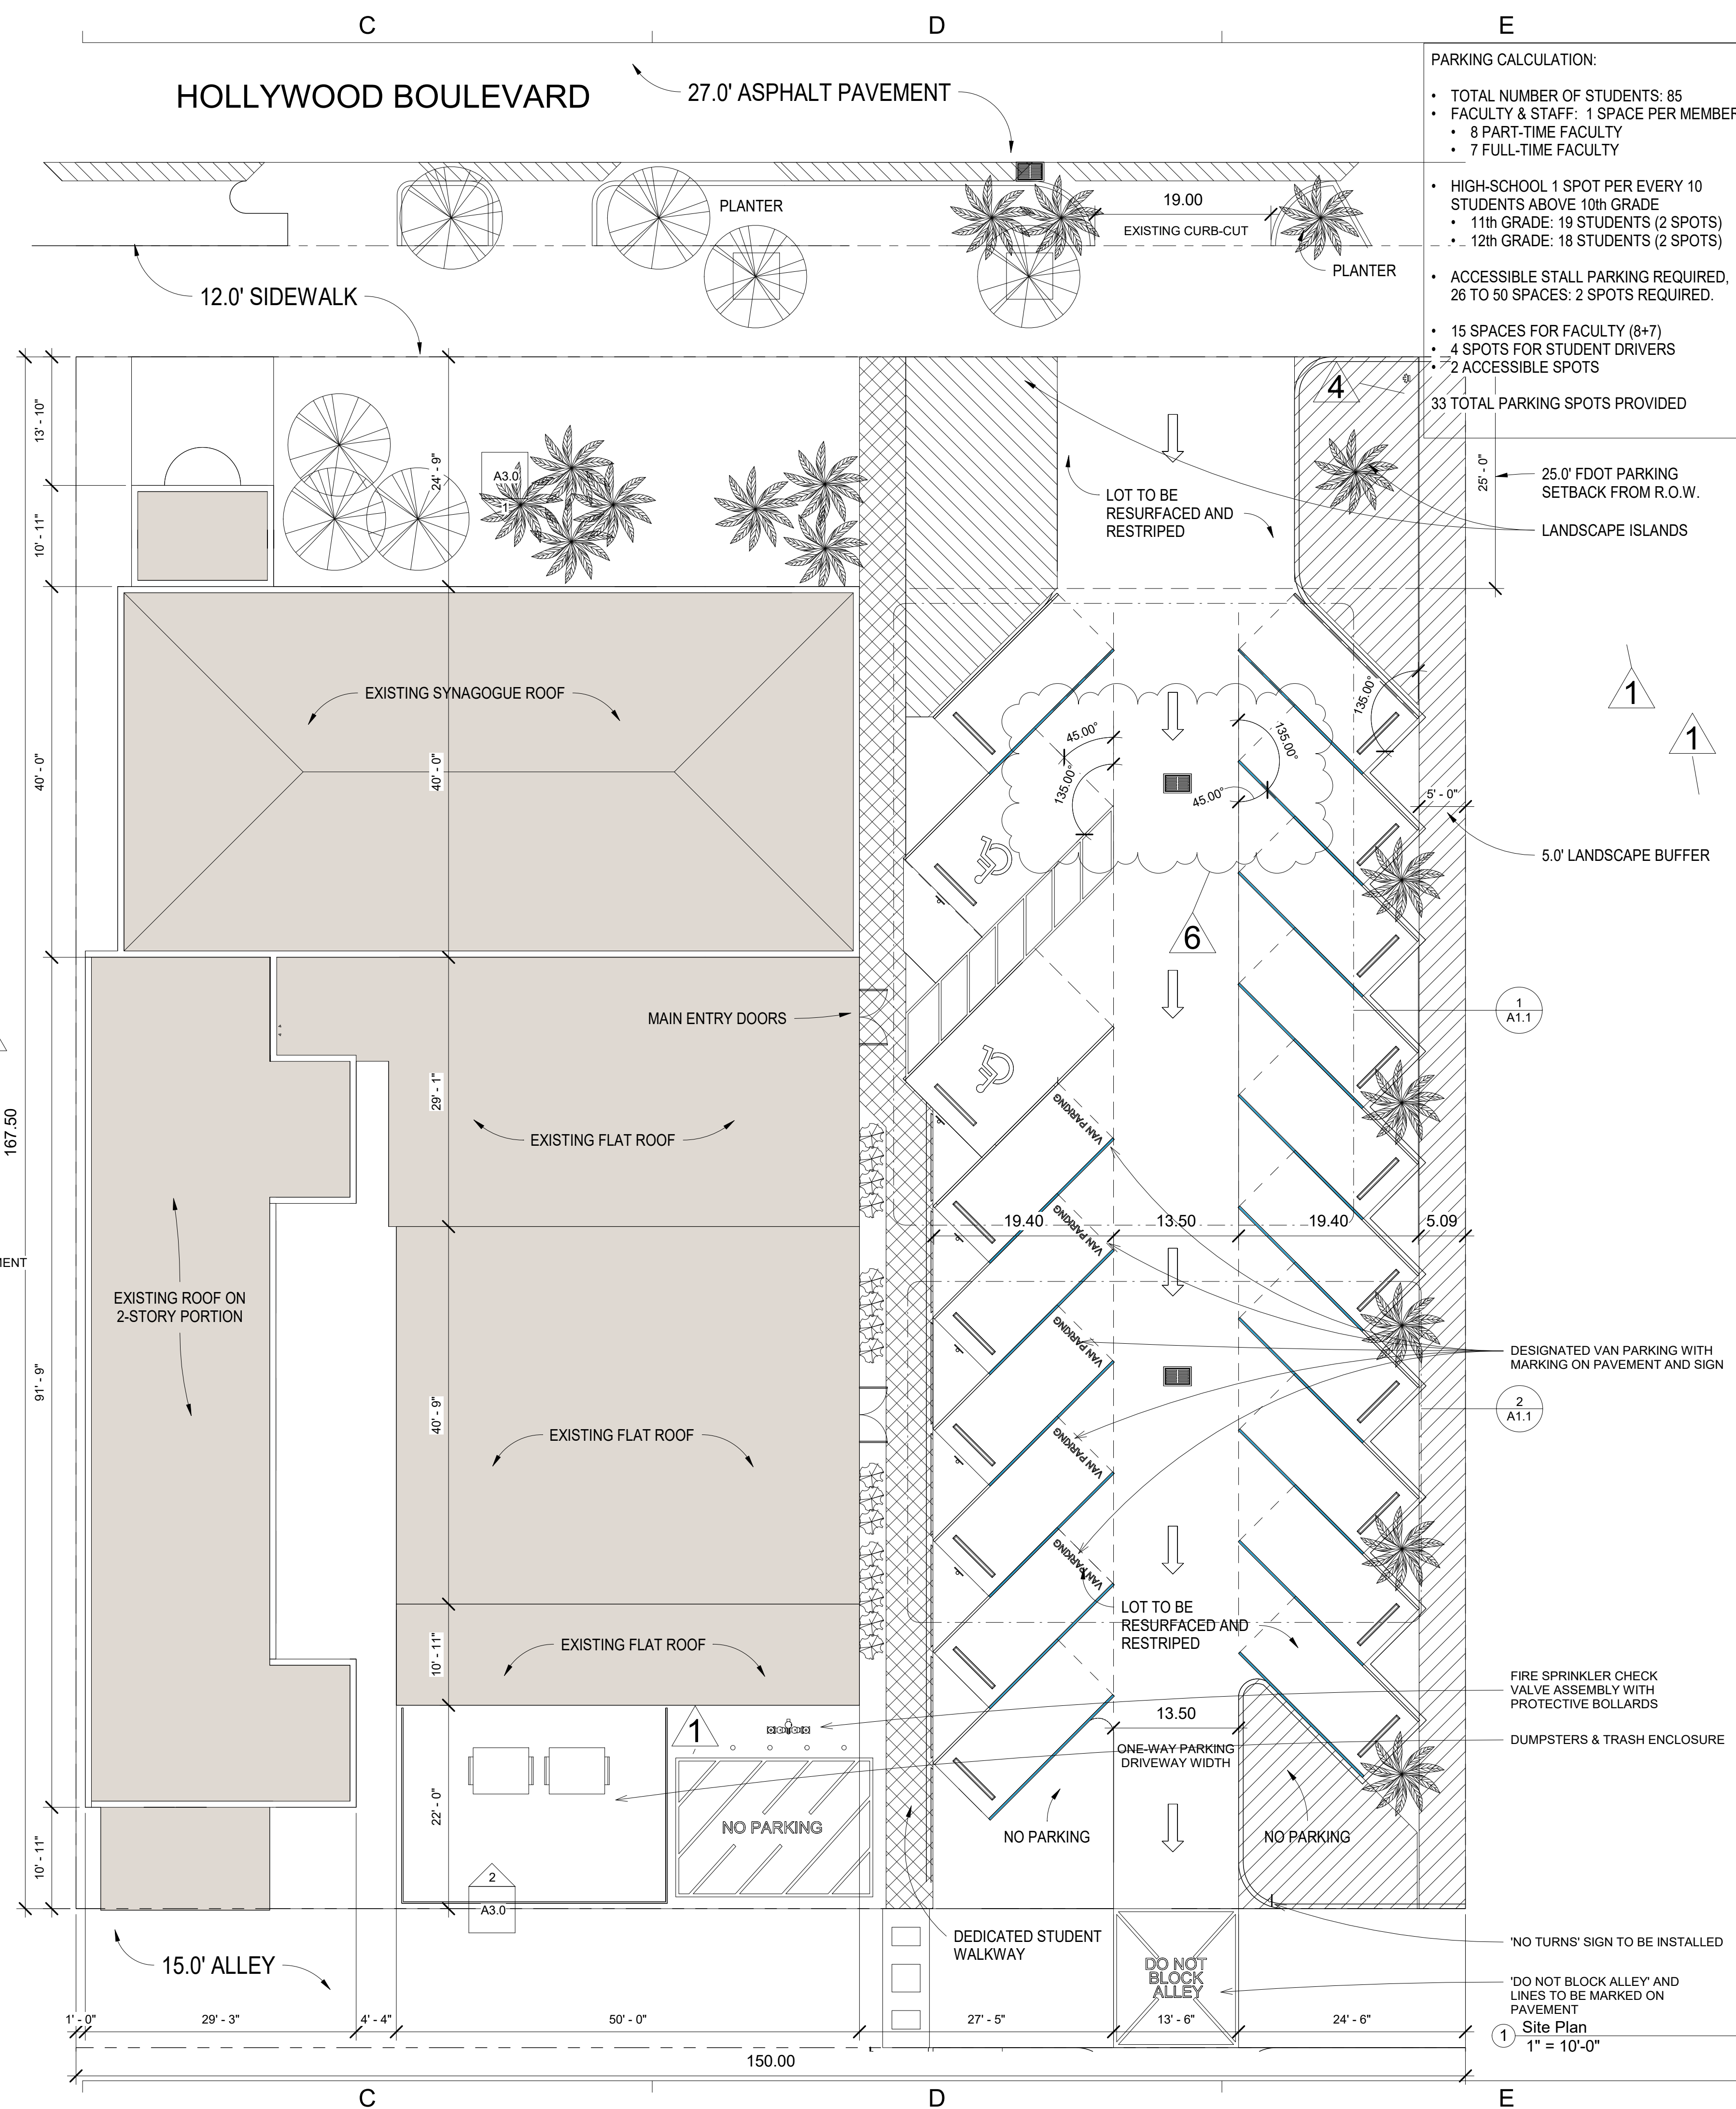 C
D
E
HOLLYWOOD BOULEVARD
27.0' ASPHALT PAVEMENT
PARKING CALCULATION:
• TOTAL NUMBER OF STUDENTS: 85
• FACULTY & STAFF: 1 SPACE PER MEMBER
• 8 PART-TIME FACULTY
• 7 FULL-TIME FACULTY
• HIGH-SCHOOL 1 SPOT PER EVERY 10
STUDENTS ABOVE 10th GRADE
• 11th GRADE: 19 STUDENTS (2 SPOTS)
• 12th GRADE: 18 STUDENTS (2 SPOTS)
• ACCESSIBLE STALL PARKING REQUIRED,
26 TO 50 SPACES: 2 SPOTS REQUIRED.
• 15 SPACES FOR FACULTY (8+7)
• 4 SPOTS FOR STUDENT DRIVERS
• 2 ACCESSIBLE SPOTS
33 TOTAL PARKING SPOTS PROVIDED
PLANTER
19.00
EXISTING CURB-CUT
PLANTER
12.0' SIDEWALK
4
13' - 10"
24' - 9"
A3.0
1
25' - 0"
25.0' FDOT PARKING
SETBACK FROM R.O.W.
LOT TO BE
RESURFACED AND
RESTRIPED
LANDSCAPE ISLANDS
10' - 11"
EXISTING SYNAGOGUE ROOF
135.00°
1
1
45.00°
135.00°
135.00°
45.00°
40' - 0"
40' - 0"
5' - 0"
5.0' LANDSCAPE BUFFER
6
MAIN ENTRY DOORS
1
A1.1
167.50
29' - 1"
EXISTING FLAT ROOF
VAN PARKING
VAN PARKING
19.40
13.50
19.40
5.09
MENT
EXISTING ROOF ON
2-STORY PORTION
VAN PARKING
DESIGNATED VAN PARKING WITH
MARKING ON PAVEMENT AND SIGN
91' - 9"
40' - 9"
2
A1.1
EXISTING FLAT ROOF
VAN PARKING
VAN PARKING
LOT TO BE
RESURFACED AND
RESTRIPED
10' - 11"
EXISTING FLAT ROOF
FIRE SPRINKLER CHECK
VALVE ASSEMBLY WITH
PROTECTIVE BOLLARDS
1
13.50
ONE-WAY PARKING
DRIVEWAY WIDTH
DUMPSTERS & TRASH ENCLOSURE
22' - 0"
NO PARKING
NO PARKING
NO PARKING
10' - 11"
2
A3.0
DEDICATED STUDENT
WALKWAY
'NO TURNS' SIGN TO BE INSTALLED
15.0' ALLEY
DO NOT
BLOCK
ALLEY
'DO NOT BLOCK ALLEY' AND
LINES TO BE MARKED ON
PAVEMENT
1' - 0"
29' - 3"
4' - 4"
50' - 0"
27' - 5"
13' - 6"
24' - 6"
1
Site Plan
1" = 10'-0"
150.00
C
D
E